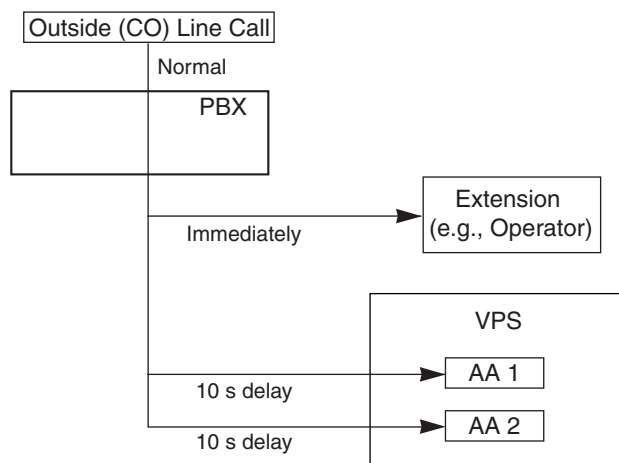 Outside (CO) Line Call
Normal
PBX
Extension
(e.g., Operator)
Immediately
VPS
AA 1
10 s delay
AA 2
10 s delay